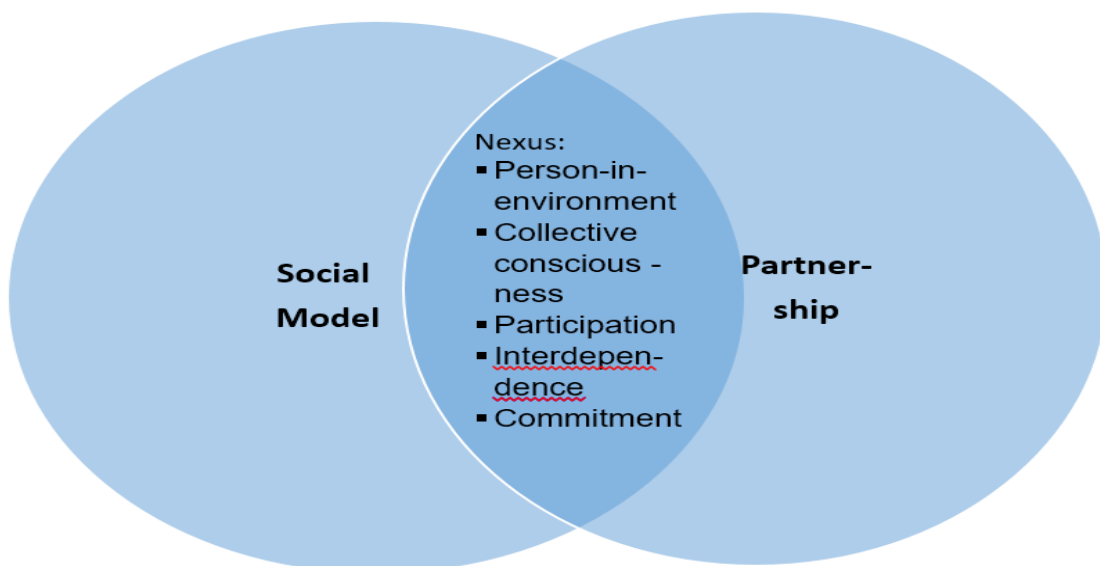 Social
Model
Nexus:
▪ Person-in-
environment
▪ Collective
conscious -
ness
▪ Participation
▪ Interdepen-
dence
▪ Commitment
Partner-
ship